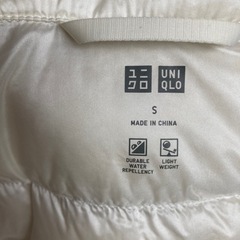 ユニ UNI
クロ QLO
S
MADE IN CHINA
DURABLE WATER REPELLENCY
LIGHT WEIGHT